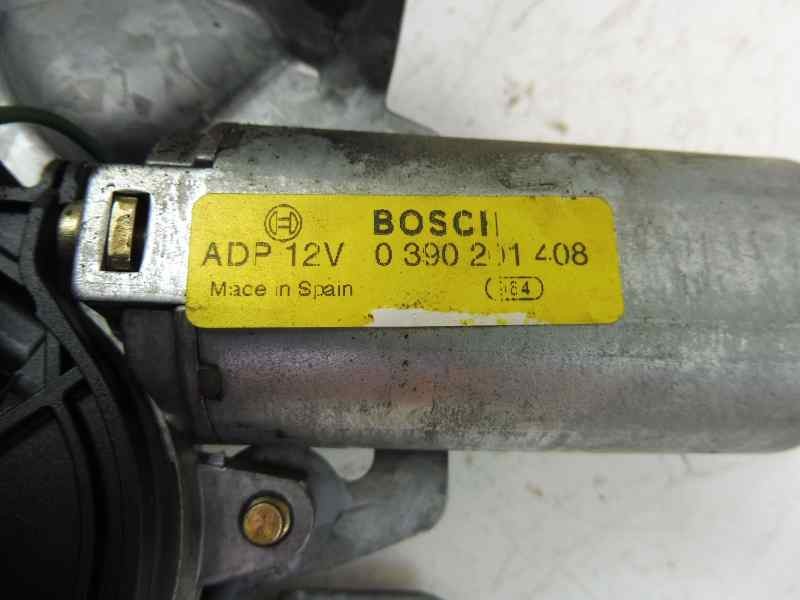 BOSCH
ADP 12V 0 390 201 408
Made in Spain